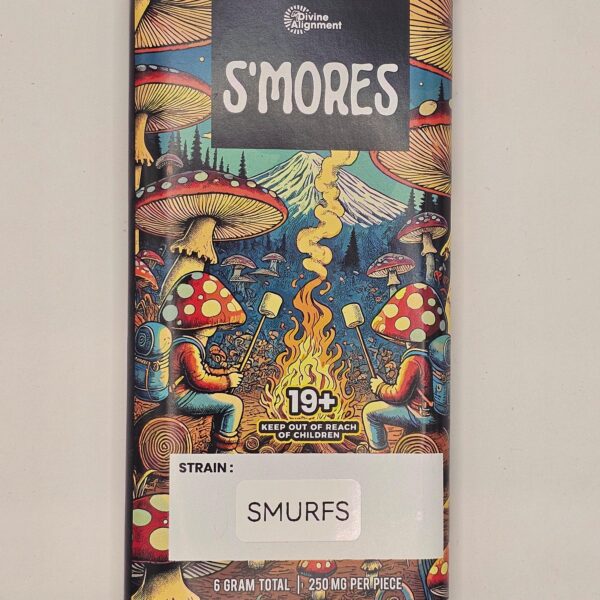 Divine
Alignment
S'MORES
19+
KEEP OUT OF REACH
OF CHILDREN
STRAIN :
SMURFS
6 GRAM TOTAL | 250 MG PER PIECE